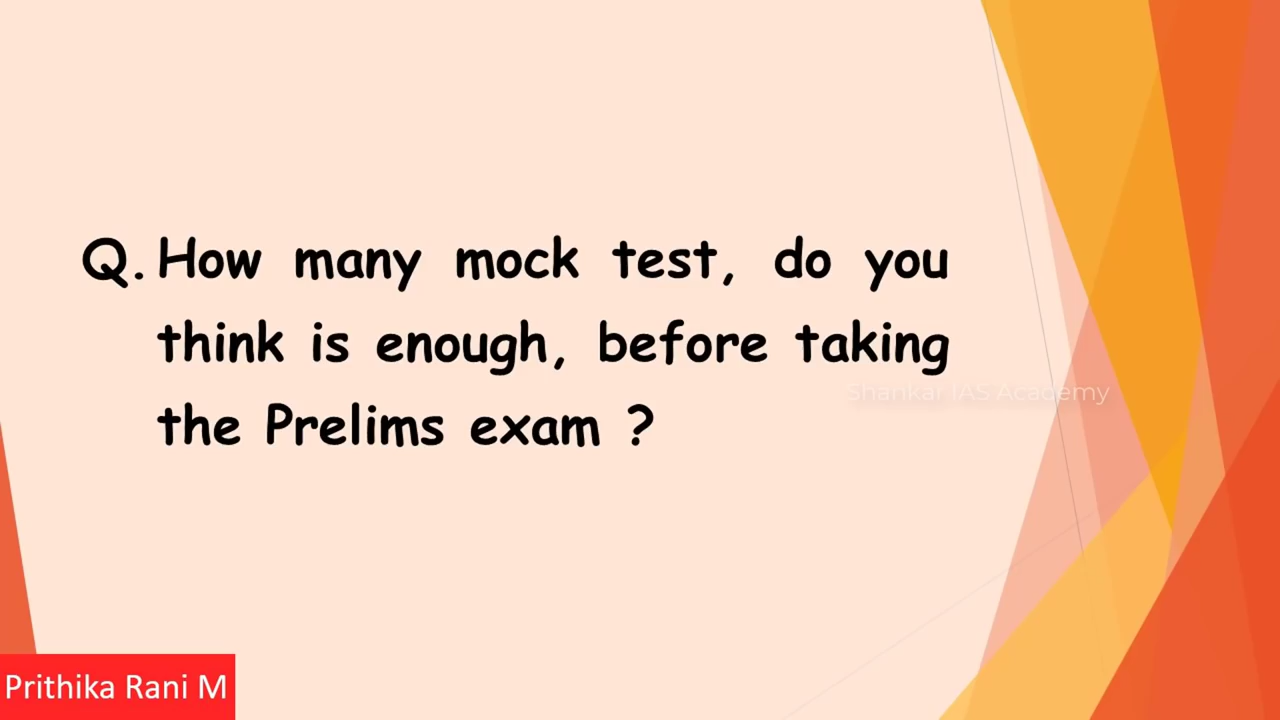 Q. How many mock test, do you
think is enough, before taking
the Prelims exam ?
Shankar IAS Academy
Prithika Rani M